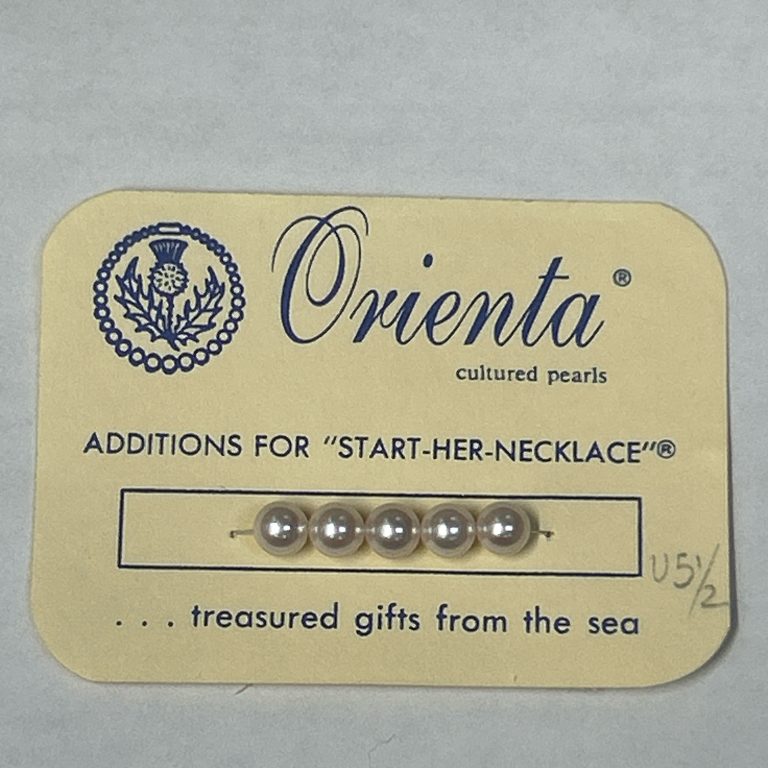 Orienta®
cultured pearls
ADDITIONS FOR "START-HER-NECKLACE"®
U5½
. . . treasured gifts from the sea